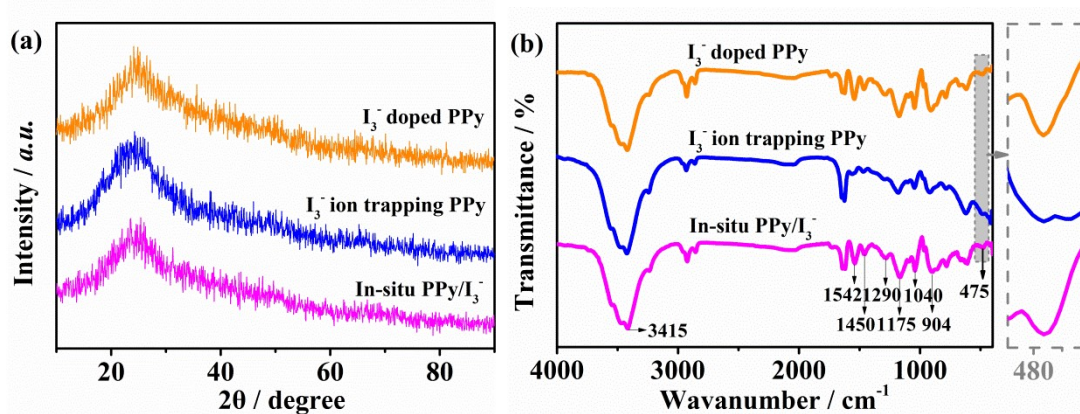 (a)
I₃⁻ doped PPy
I₃⁻ ion trapping PPy
In-situ PPy/I₃⁻
Intensity / a.u.
20 40 60 80
2θ / degree
(b)
I₃⁻ doped PPy
I₃⁻ ion trapping PPy
In-situ PPy/I₃⁻
Transmittance / %
1542 1290 1040 475
1450 1175 904
3415
4000 3000 2000 1000
480
Wavanumber / cm⁻¹